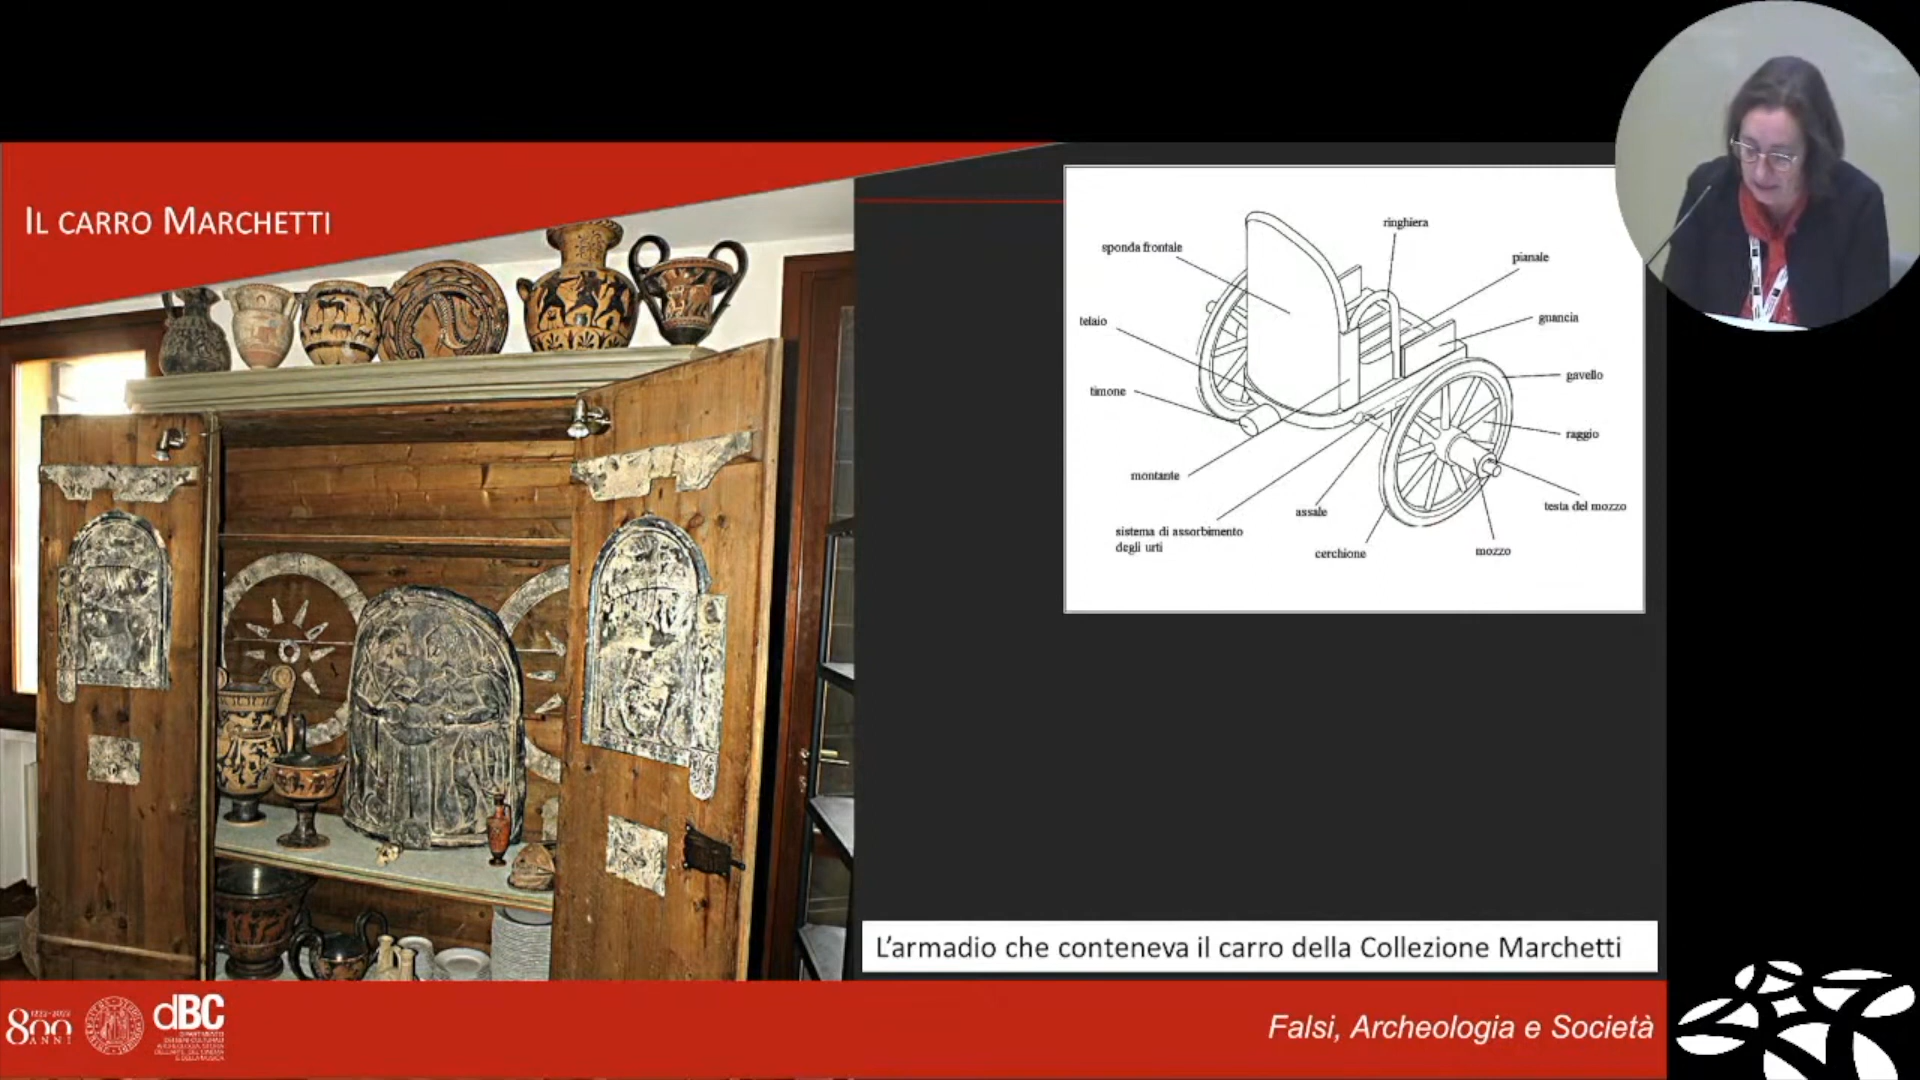 IL CARRO MARCHETTI
sponda frontale
ringhiera
pianale
telaio
guancia
timone
gavello
raggio
montante
assale
testa del mozzo
sistema di assorbimento
degli urti
cerchione
mozzo
L'armadio che conteneva il carro della Collezione Marchetti
1222-2022
800
ANNI
dBC
Falsi, Archeologia e Società